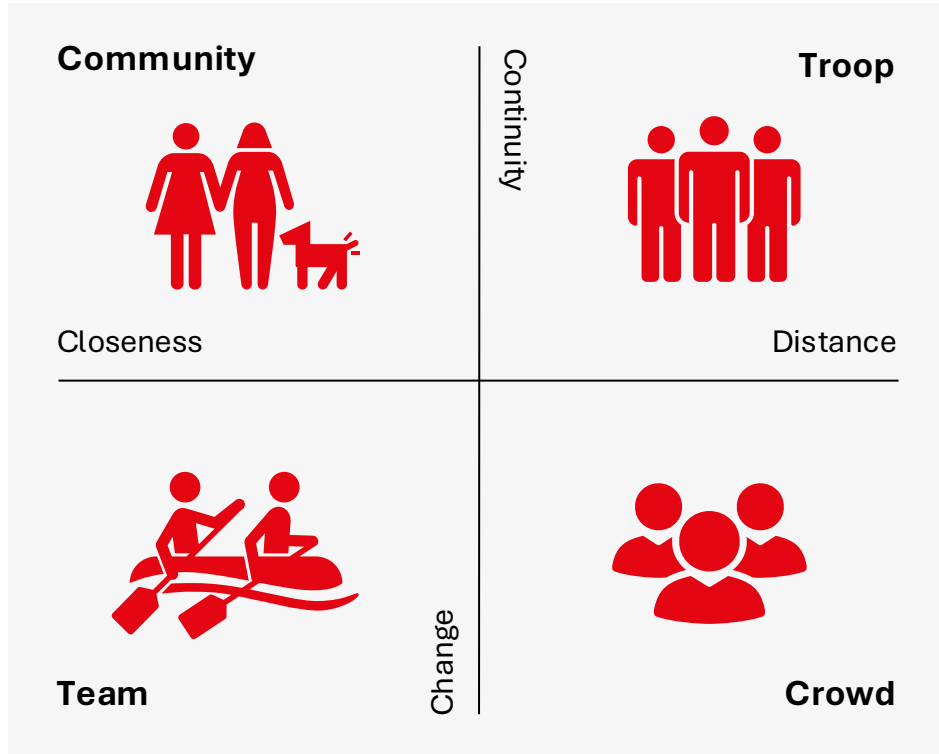 Community
Continuity
Troop
Closeness
Distance
Team
Change
Crowd